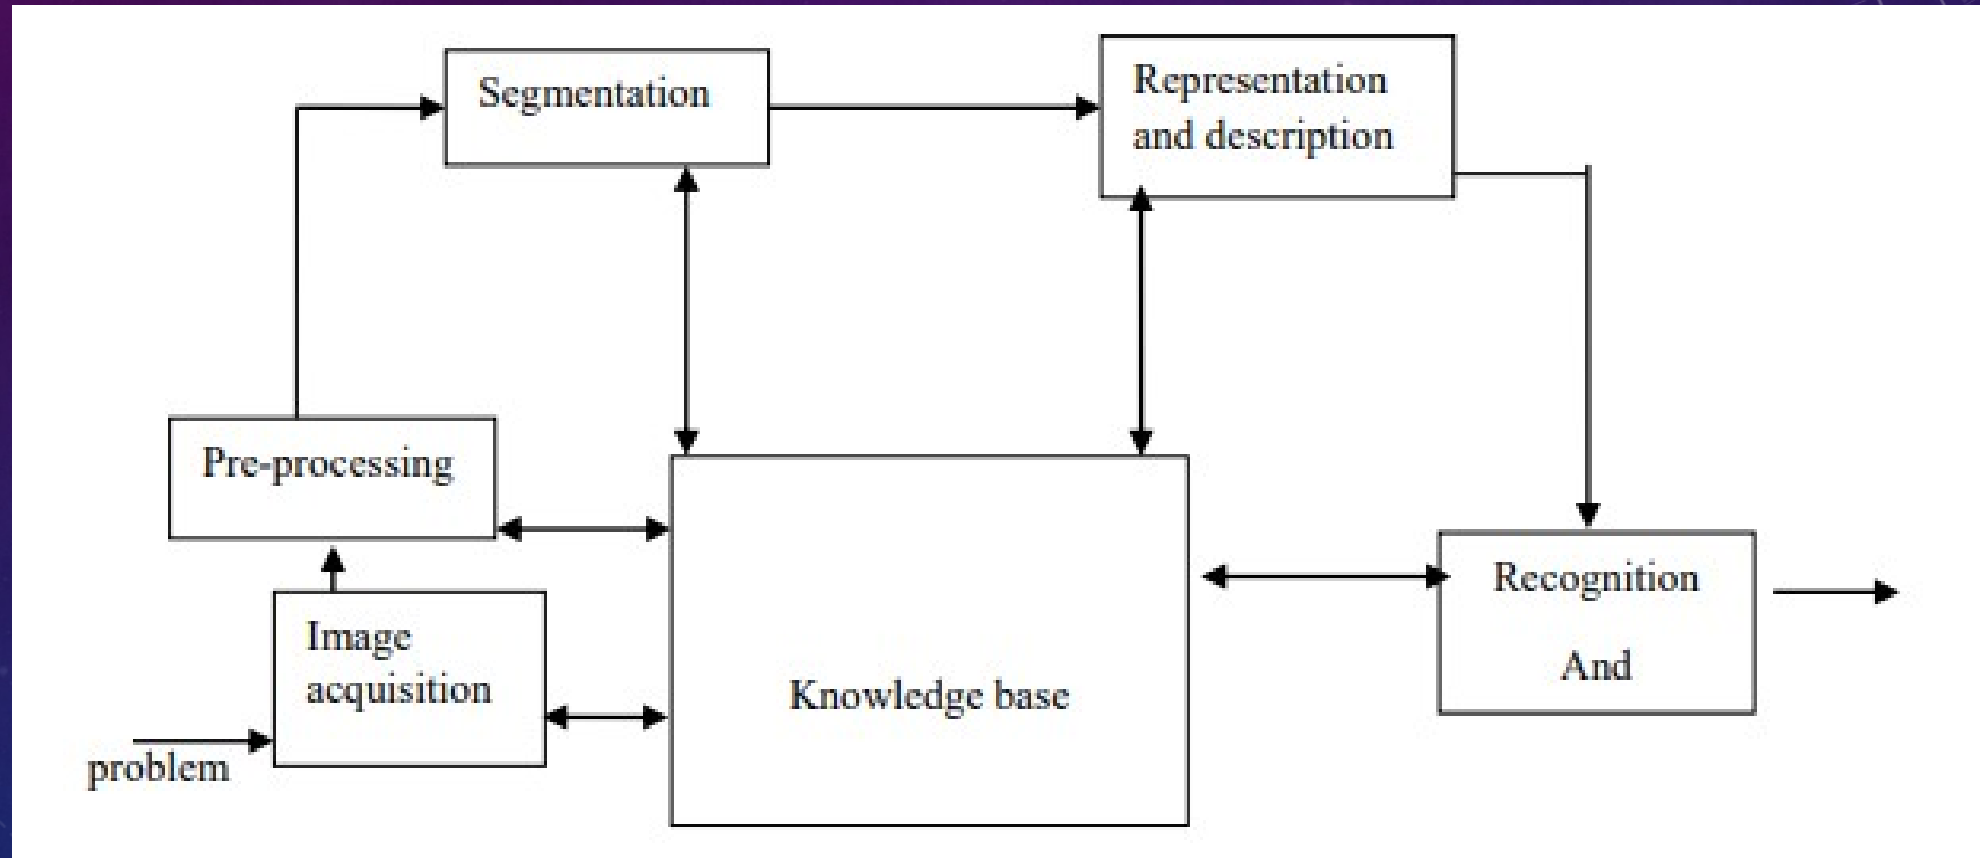 Segmentation
Representation
and description
Pre-processing
Image
acquisition
problem
Knowledge base
Recognition
And